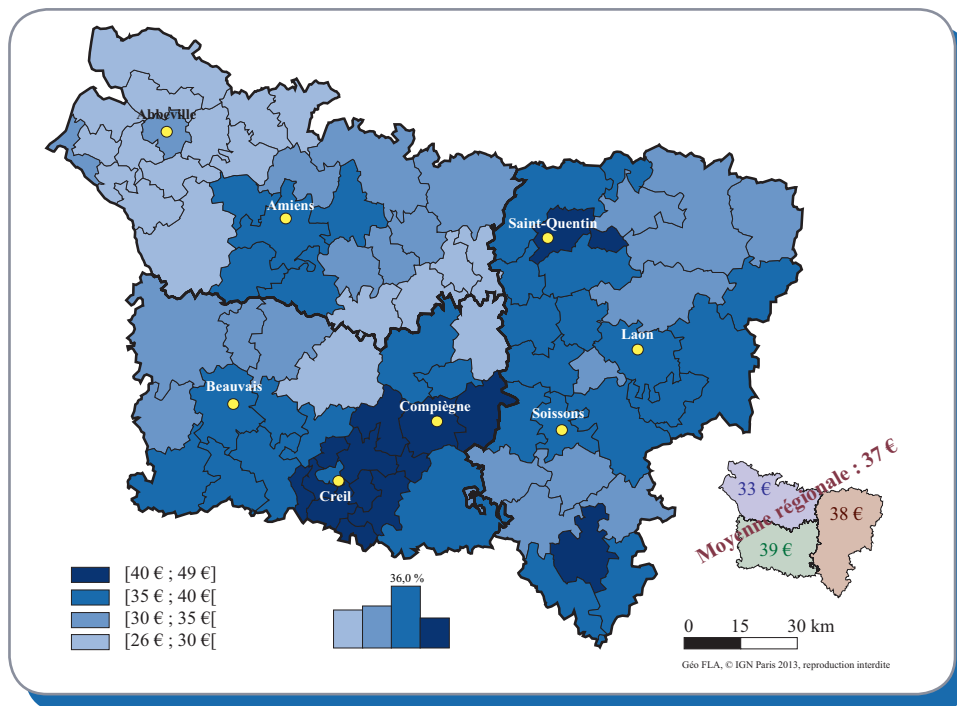 Abbeville
Amiens
Saint-Quentin
Laon
Beauvais
Compiègne
Soissons
Creil
Moyenne régionale : 37 €
33 €
38 €
39 €
[40 € ; 49 €]
[35 € ; 40 €[
[30 € ; 35 €[
[26 € ; 30 €[
36,0 %
0 15 30 km
Géo FLA, © IGN Paris 2013, reproduction interdite